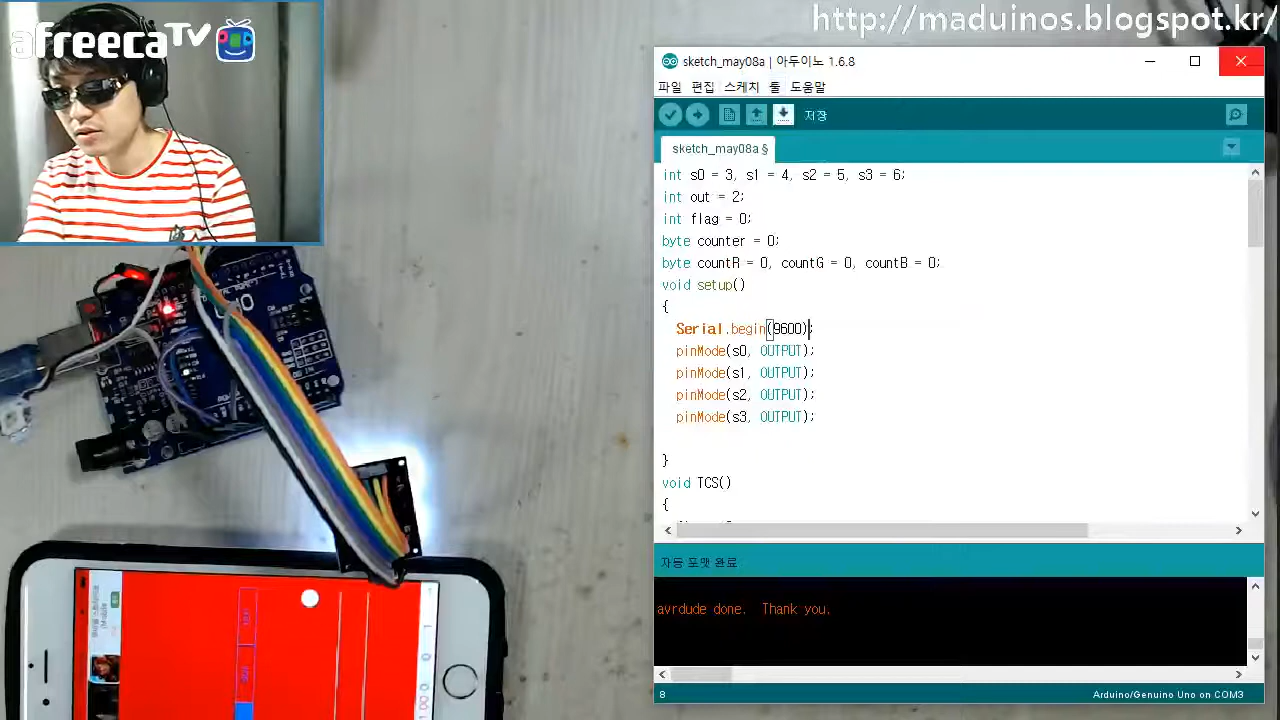 afreecaTV
http://maduinos.blogspot.kr/
sketch_may08a | 아두이노 1.6.8
파일 편집 스케치 툴 도움말
저장
sketch_may08a §
int s0 = 3, s1 = 4, s2 = 5, s3 = 6;
int out = 2;
int flag = 0;
byte counter = 0;
byte countR = 0, countG = 0, countB = 0;
void setup()
{
Serial.begin(9600);
pinMode(s0, OUTPUT);
pinMode(s1, OUTPUT);
pinMode(s2, OUTPUT);
pinMode(s3, OUTPUT);
}
void TCS()
{
자동 포맷 완료
avrdude done. Thank you.
8
Arduino/Genuino Uno on COM3